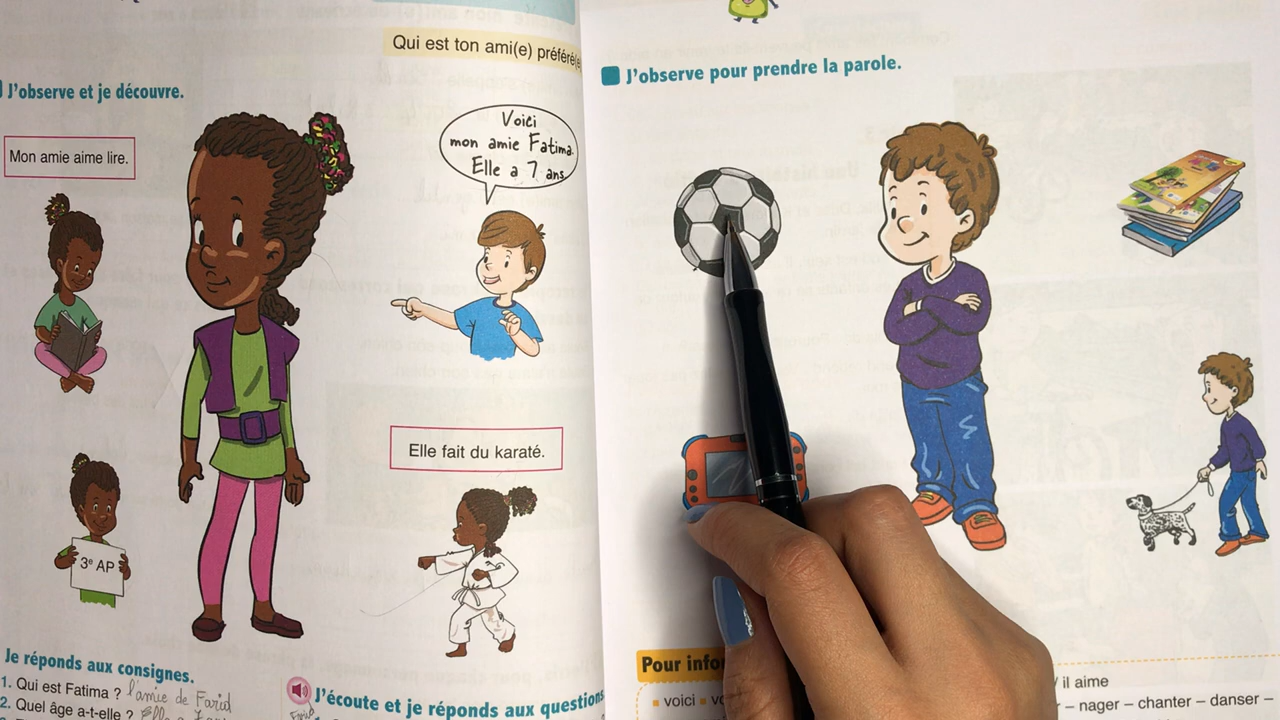 Qui est ton ami(e) préféré(e
J'observe et je découvre.
Mon amie aime lire.
Voici
mon amie Fatima.
Elle a 7 ans
Elle fait du karaté.
3e AP
Je réponds aux consignes.
1. Qui est Fatima ? l'amie de Farid
2. Quel âge a-t-elle ? Elle a
J'écoute et je réponds aux questions
J'observe pour prendre la parole.
Pour
voici
il aime
– nager – chanter – danser –